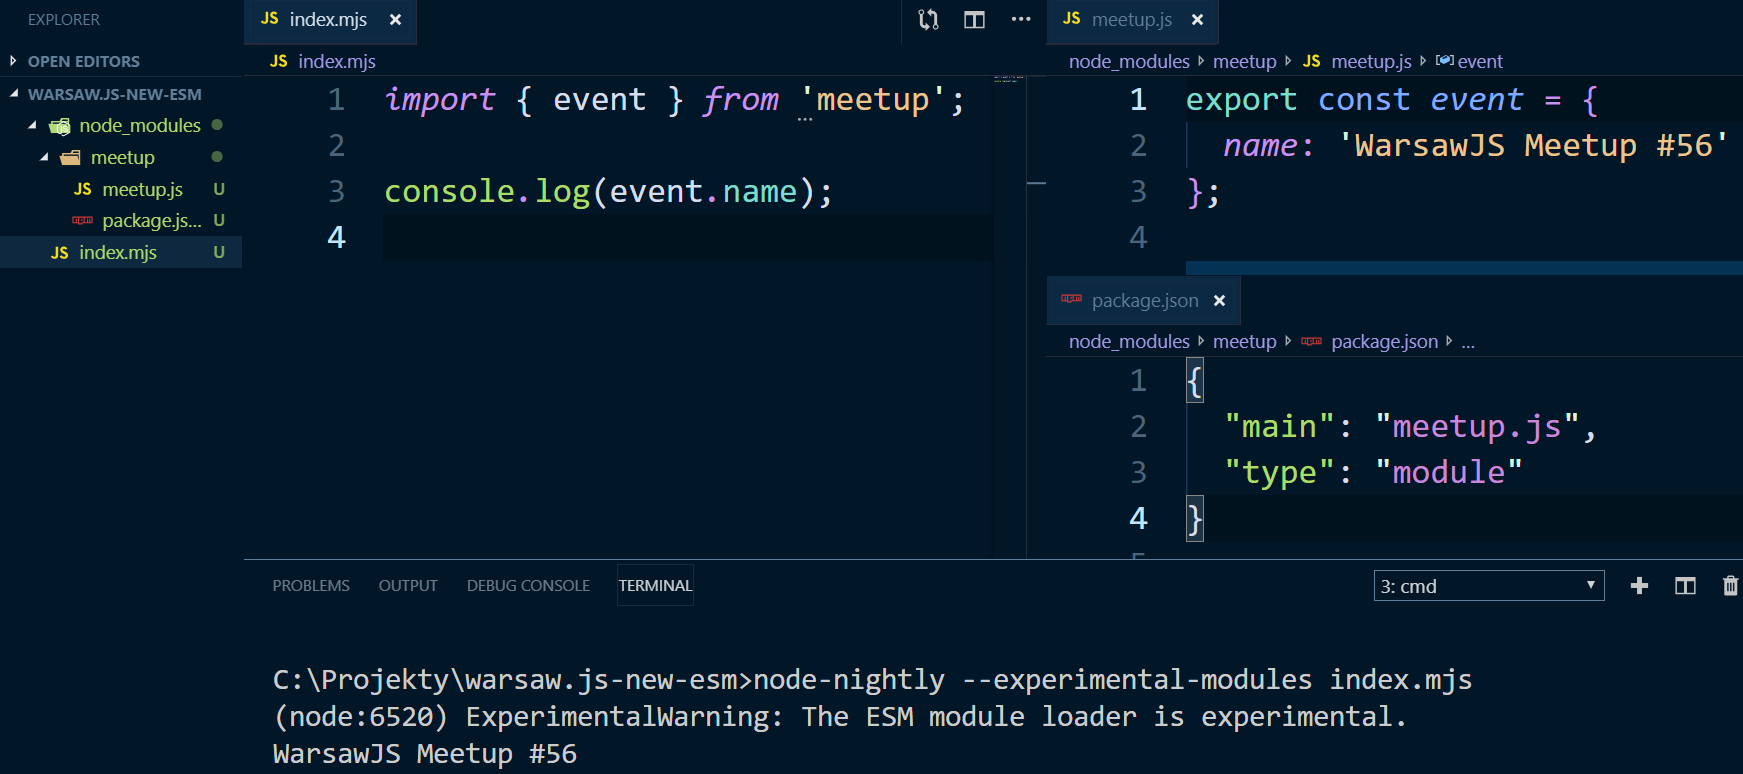 EXPLORER
OPEN EDITORS
WARSAW.JS-NEW-ESM
node_modules
meetup
JS meetup.js U
package.js... U
JS index.mjs U
JS index.mjs ×
JS index.mjs
1 import { event } from 'meetup';
2
3 console.log(event.name);
4
JS meetup.js ×
node_modules meetup JS meetup.js event
1 export const event = {
2 name: 'WarsawJS Meetup #56'
3 };
4
package.json ×
node_modules meetup package.json ...
1 {
2 "main": "meetup.js",
3 "type": "module"
4 }
5
PROBLEMS OUTPUT DEBUG CONSOLE TERMINAL 3: cmd
C:\Projekty\warsaw.js-new-esm>node-nightly --experimental-modules index.mjs
(node:6520) ExperimentalWarning: The ESM module loader is experimental.
WarsawJS Meetup #56